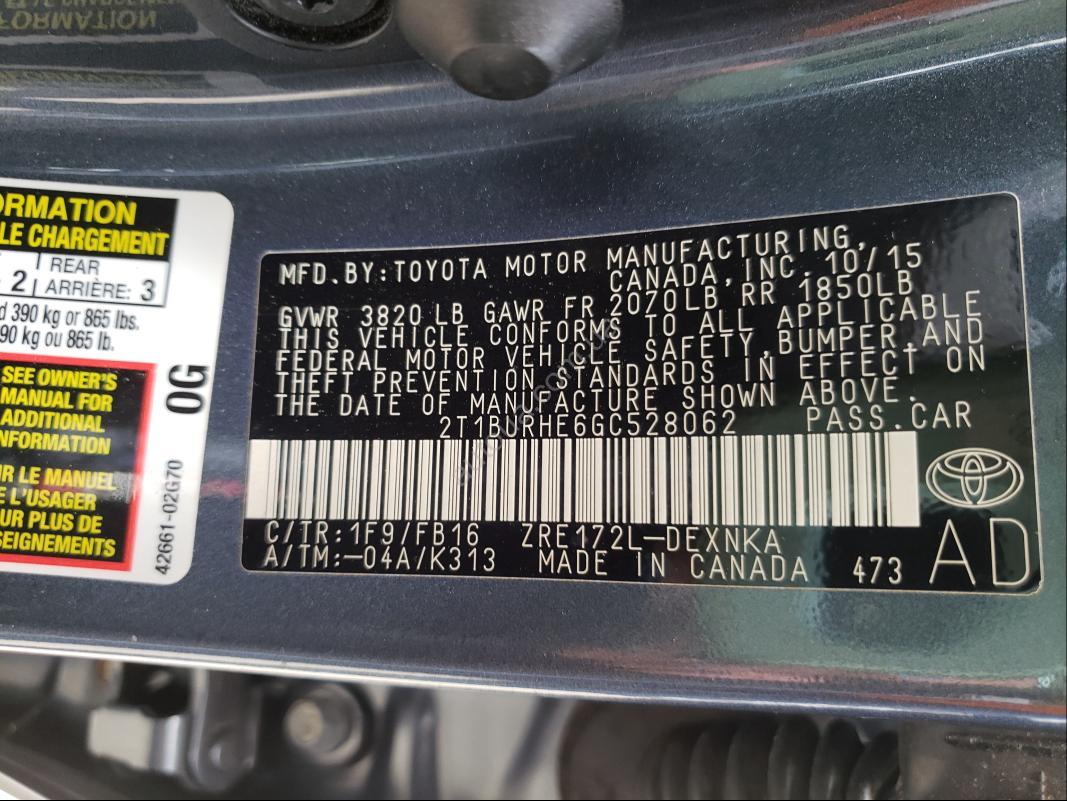 ORMATION
LE CHARGEMENT
2 REAR
ARRIÈRE: 3
d 390 kg or 865 lbs.
90 kg ou 865 lb.
SEE OWNER'S
MANUAL FOR
ADDITIONAL
NFORMATION
R LE MANUEL
E L'USAGER
UR PLUS DE
SEIGNEMENTS
0G
42661-02G70
MFD.BY:TOYOTA MOTOR MANUFACTURING,
CANADA, INC. 10/15
GVWR 3820 LB GAWR FR 2070LB RR 1850LB
THIS VEHICLE CONFORMS TO ALL APPLICABLE
FEDERAL MOTOR VEHICLE SAFETY,BUMPER,AND
THEFT PREVENTION STANDARDS IN EFFECT ON
THE DATE OF MANUFACTURE SHOWN ABOVE.
2T1BURHE6GC528062 PASS.CAR
C/TR:1F9/FB16 ZRE172L-DEXNKA
A/TM:-04A/K313 MADE IN CANADA 473
AD